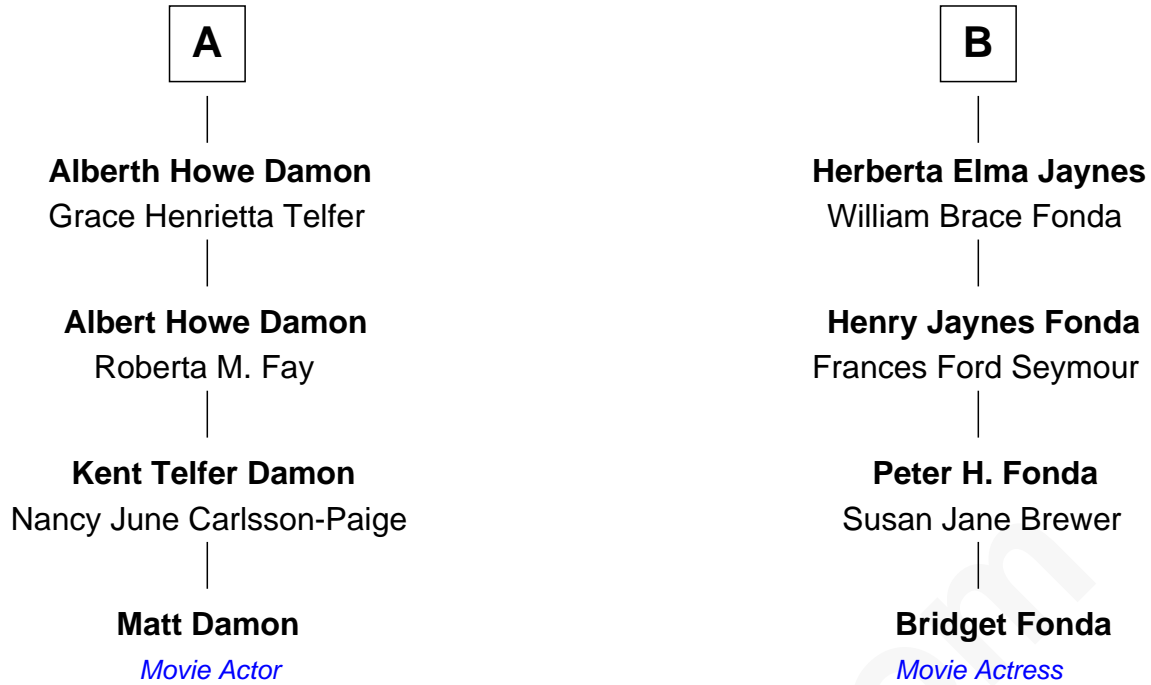 A
Alberth Howe Damon
Grace Henrietta Telfer
Albert Howe Damon
Roberta M. Fay
Kent Telfer Damon
Nancy June Carlsson-Paige
Matt Damon
Movie Actor
B
Herberta Elma Jaynes
William Brace Fonda
Henry Jaynes Fonda
Frances Ford Seymour
Peter H. Fonda
Susan Jane Brewer
Bridget Fonda
Movie Actress